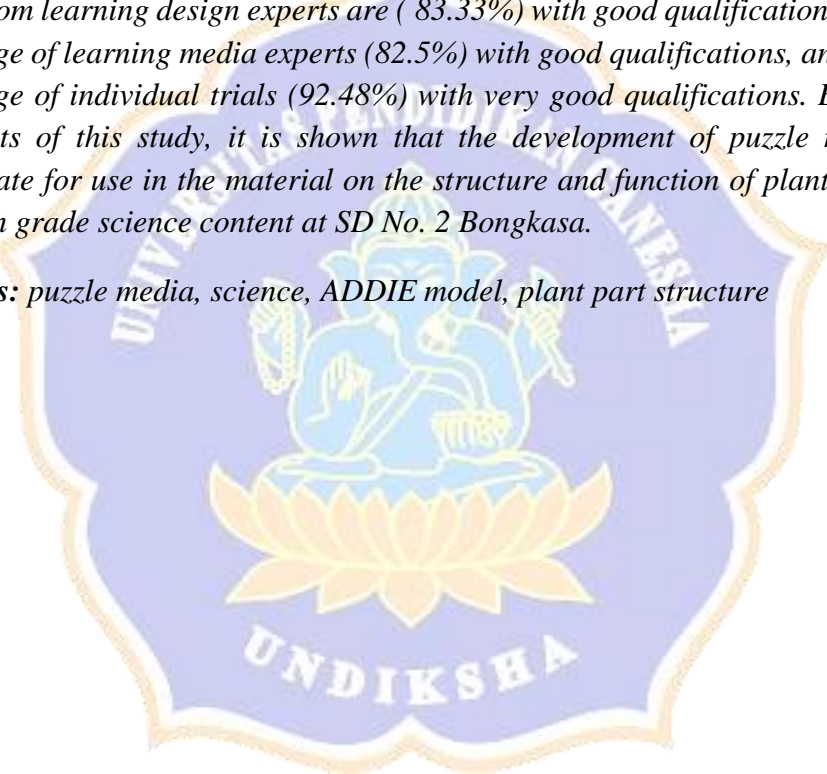 om learning design experts are ( 83.33%) with good qualification
ge of learning media experts (82.5%) with good qualifications, an
ge of individual trials (92.48%) with very good qualifications.
ts of this study, it is shown that the development of puzzle
ate for use in the material on the structure and function of plant
n grade science content at SD No. 2 Bongkasa.
s: puzzle media, science, ADDIE model, plant part structure
UNIVERSITAS PENDIDIKAN GANESHA
UNDIKSHA